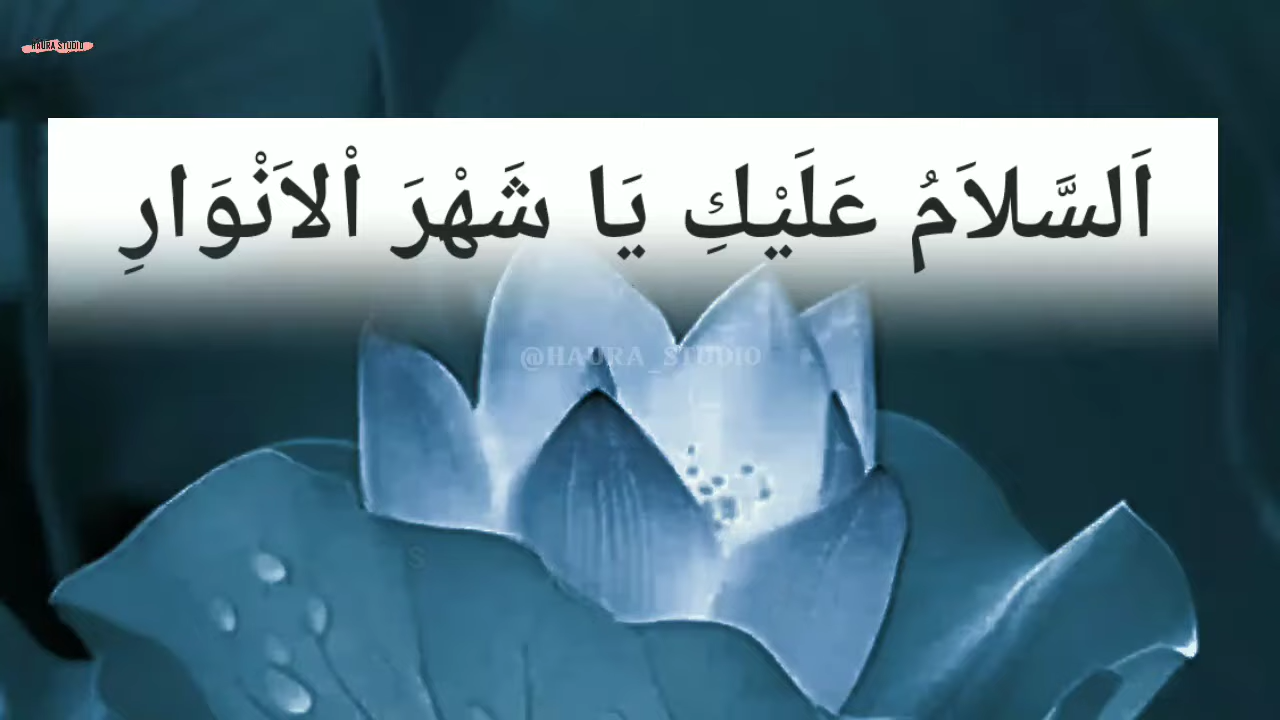 HAURA STUDIO
اَلسَّلاَمُ عَلَيْكِ يَا شَهْرَ اْلاَنْوَارِ
@HAURA_STUDIO
S